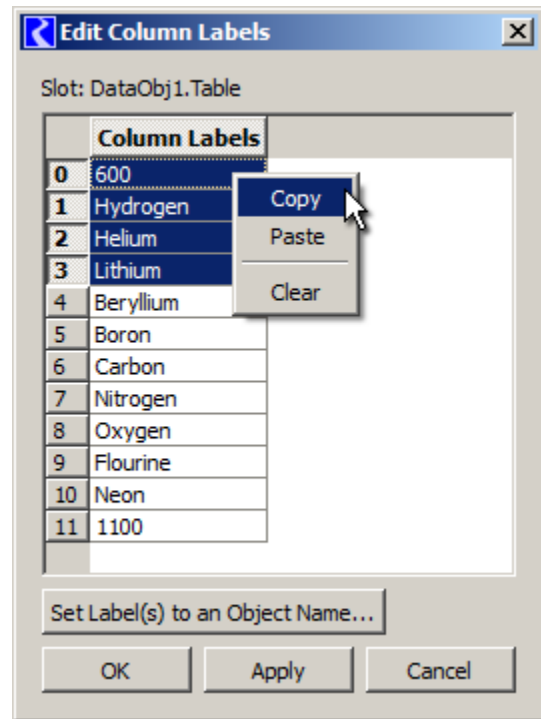 Edit Column Labels
Slot: DataObj1.Table
Column Labels
0 600
1 Hydrogen
2 Helium
3 Lithium
4 Beryllium
5 Boron
6 Carbon
7 Nitrogen
8 Oxygen
9 Flourine
10 Neon
11 1100
Copy
Paste
Clear
Set Label(s) to an Object Name...
OK Apply Cancel